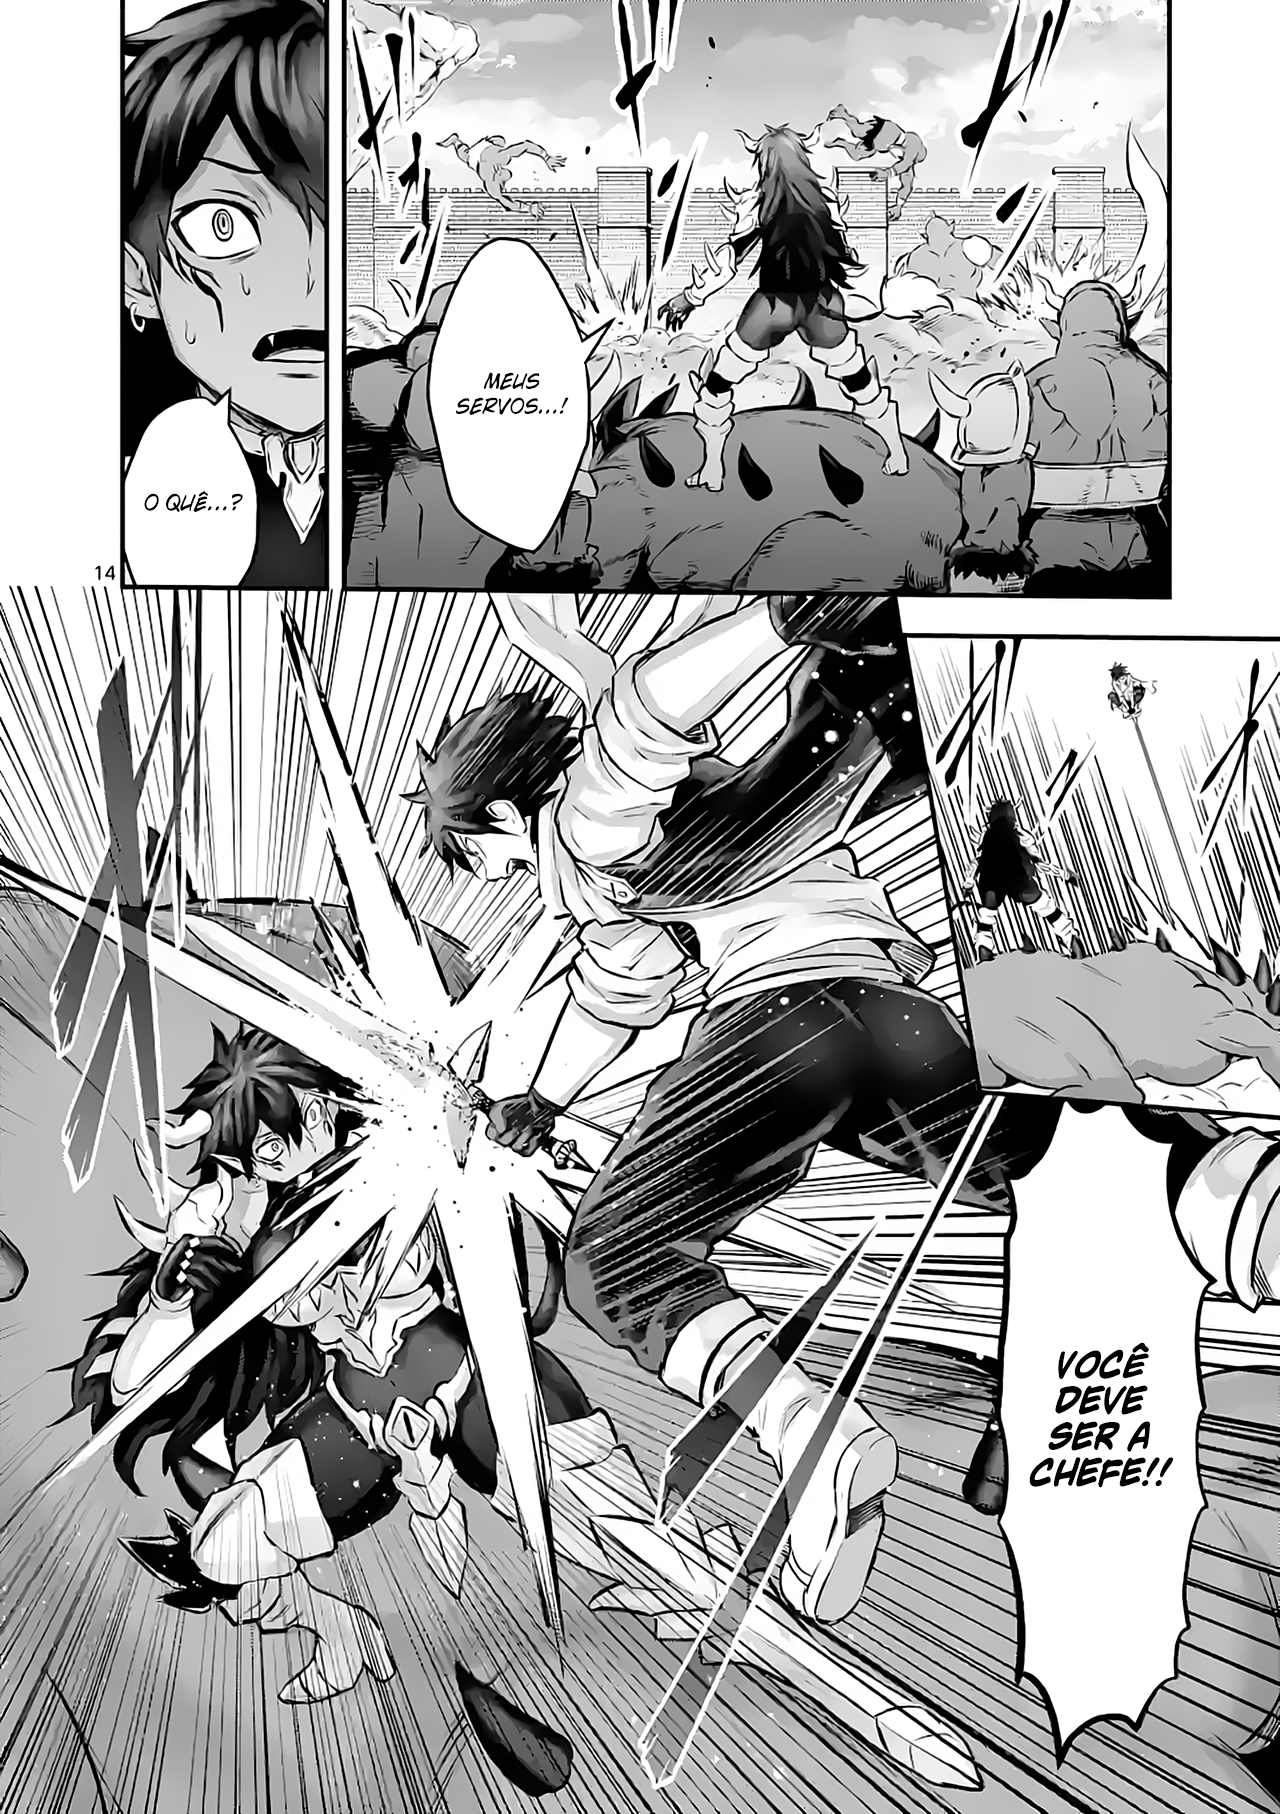 MEUS
SERVOS...!
O QUÊ...?
14
VOCÊ
DEVE
SER A
CHEFE!!